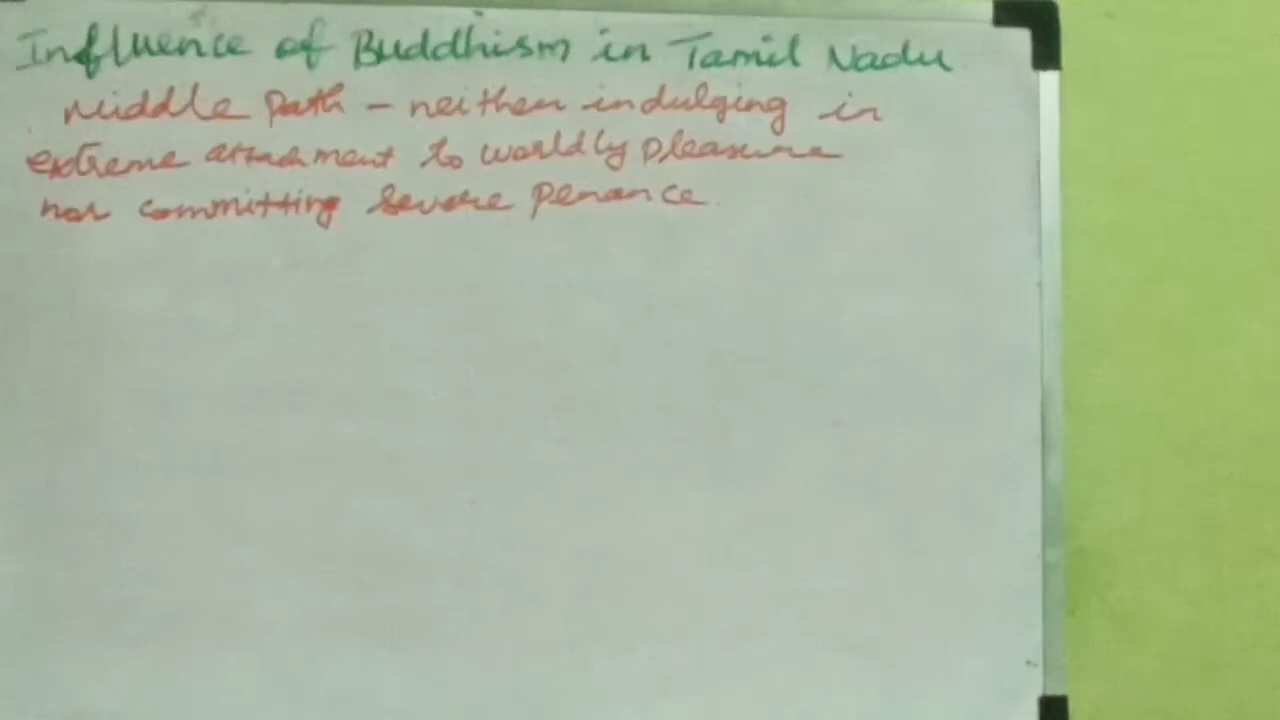 Influence of Buddhism in Tamil Nadu
Middle Path - neither indulging in
extreme attachment to worldly pleasure
nor committing severe penance.